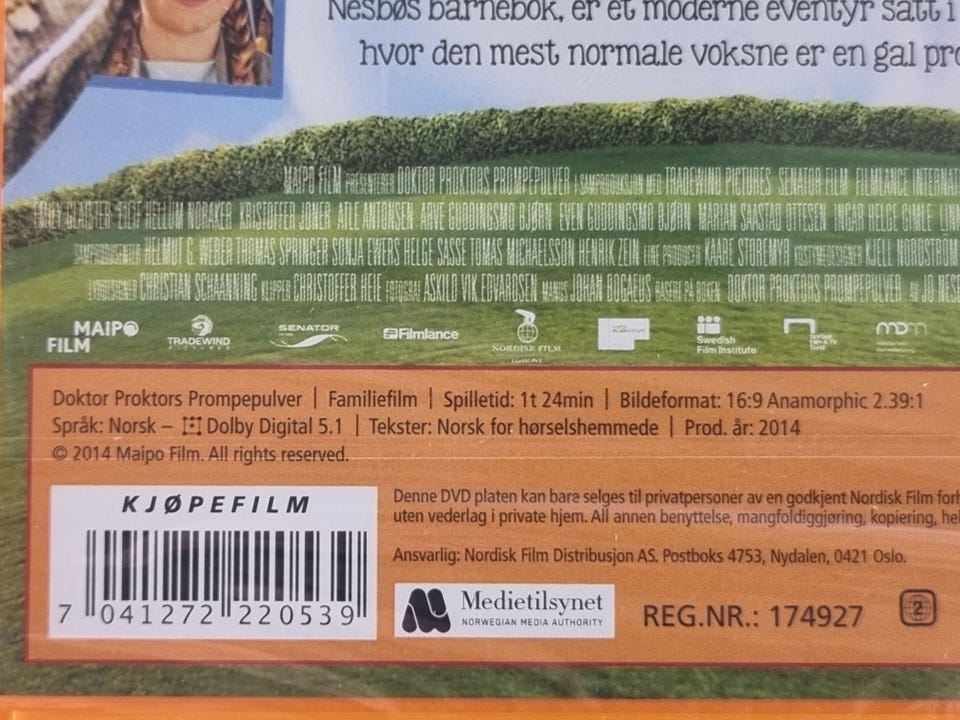 Nesbøs barnebok, er et moderne eventyr satt i
hvor den mest normale voksne er en gal pro
MAIPO FILM PRESENTERER DOKTOR PROKTORS PROMPEPULVER I SAMPRODUKSJON MED TRADEWIND PICTURES SENATOR FILM FILMLANCE INTERNAT
EILIF HELLUM NORAKER KRISTOFFER JONER ATLE ANTONSEN ARVE GUDDINGSMO BJØRN EVEN GUDDINGSMO BJØRN MARIAN SAASTAD OTTESEN INGAR HELGE GIMLE
SAMPRODUSENTER HELMUT G. WEBER THOMAS SPRINGER SONJA EWERS HELGE SASSE TOMAS MICHAELSSON HENRIK ZEIN LINE PRODUCER KAARE STOREMYR KOSTYMEDESIGNER KJELL NORDSTRÖM
LYDDESIGNER CHRISTIAN SCHAANNING KLIPPER CHRISTOFFER HEIE FOTOGRAF ASKILD VIK EDVARDSEN MANUS JOHAN BOGAEUS BASERT PÅ BOKEN DOKTOR PROKTORS PROMPEPULVER AV JO NESB
MAIPO FILM TRADEWIND PICTURES SENATOR Filmlance NORDISK FILM Swedish Film Institute
Doktor Proktors Prompepulver | Familiefilm | Spilletid: 1t 24min | Bildeformat: 16:9 Anamorphic 2.39:1
Språk: Norsk – Dolby Digital 5.1 | Tekster: Norsk for hørselshemmede | Prod. år: 2014
© 2014 Maipo Film. All rights reserved.
KJØPEFILM
7 041272 220539
Denne DVD platen kan bare selges til privatpersoner av en godkjent Nordisk Film forh
uten vederlag i private hjem. All annen benyttelse, mangfoldiggjøring, kopiering, hel
Ansvarlig: Nordisk Film Distribusjon AS. Postboks 4753, Nydalen, 0421 Oslo.
Medietilsynet
NORWEGIAN MEDIA AUTHORITY
REG.NR.: 174927
2